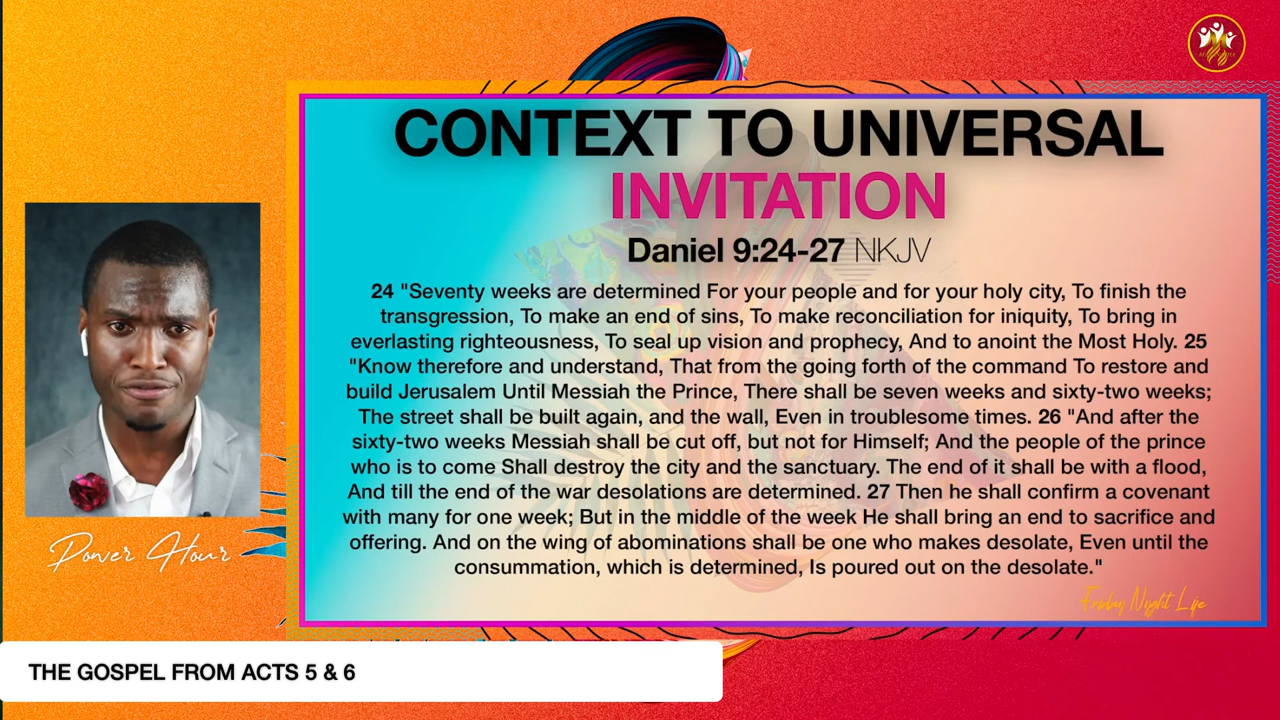 CONTEXT TO UNIVERSAL
INVITATION
Daniel 9:24-27 NKJV
24 "Seventy weeks are determined For your people and for your holy city, To finish the
transgression, To make an end of sins, To make reconciliation for iniquity, To bring in
everlasting righteousness, To seal up vision and prophecy, And to anoint the Most Holy. 25
"Know therefore and understand, That from the going forth of the command To restore and
build Jerusalem Until Messiah the Prince, There shall be seven weeks and sixty-two weeks;
The street shall be built again, and the wall, Even in troublesome times. 26 "And after the
sixty-two weeks Messiah shall be cut off, but not for Himself; And the people of the prince
who is to come Shall destroy the city and the sanctuary. The end of it shall be with a flood,
And till the end of the war desolations are determined. 27 Then he shall confirm a covenant
with many for one week; But in the middle of the week He shall bring an end to sacrifice and
offering. And on the wing of abominations shall be one who makes desolate, Even until the
consummation, which is determined, Is poured out on the desolate."
Friday Night Life
Power Hour
THE GOSPEL FROM ACTS 5 & 6